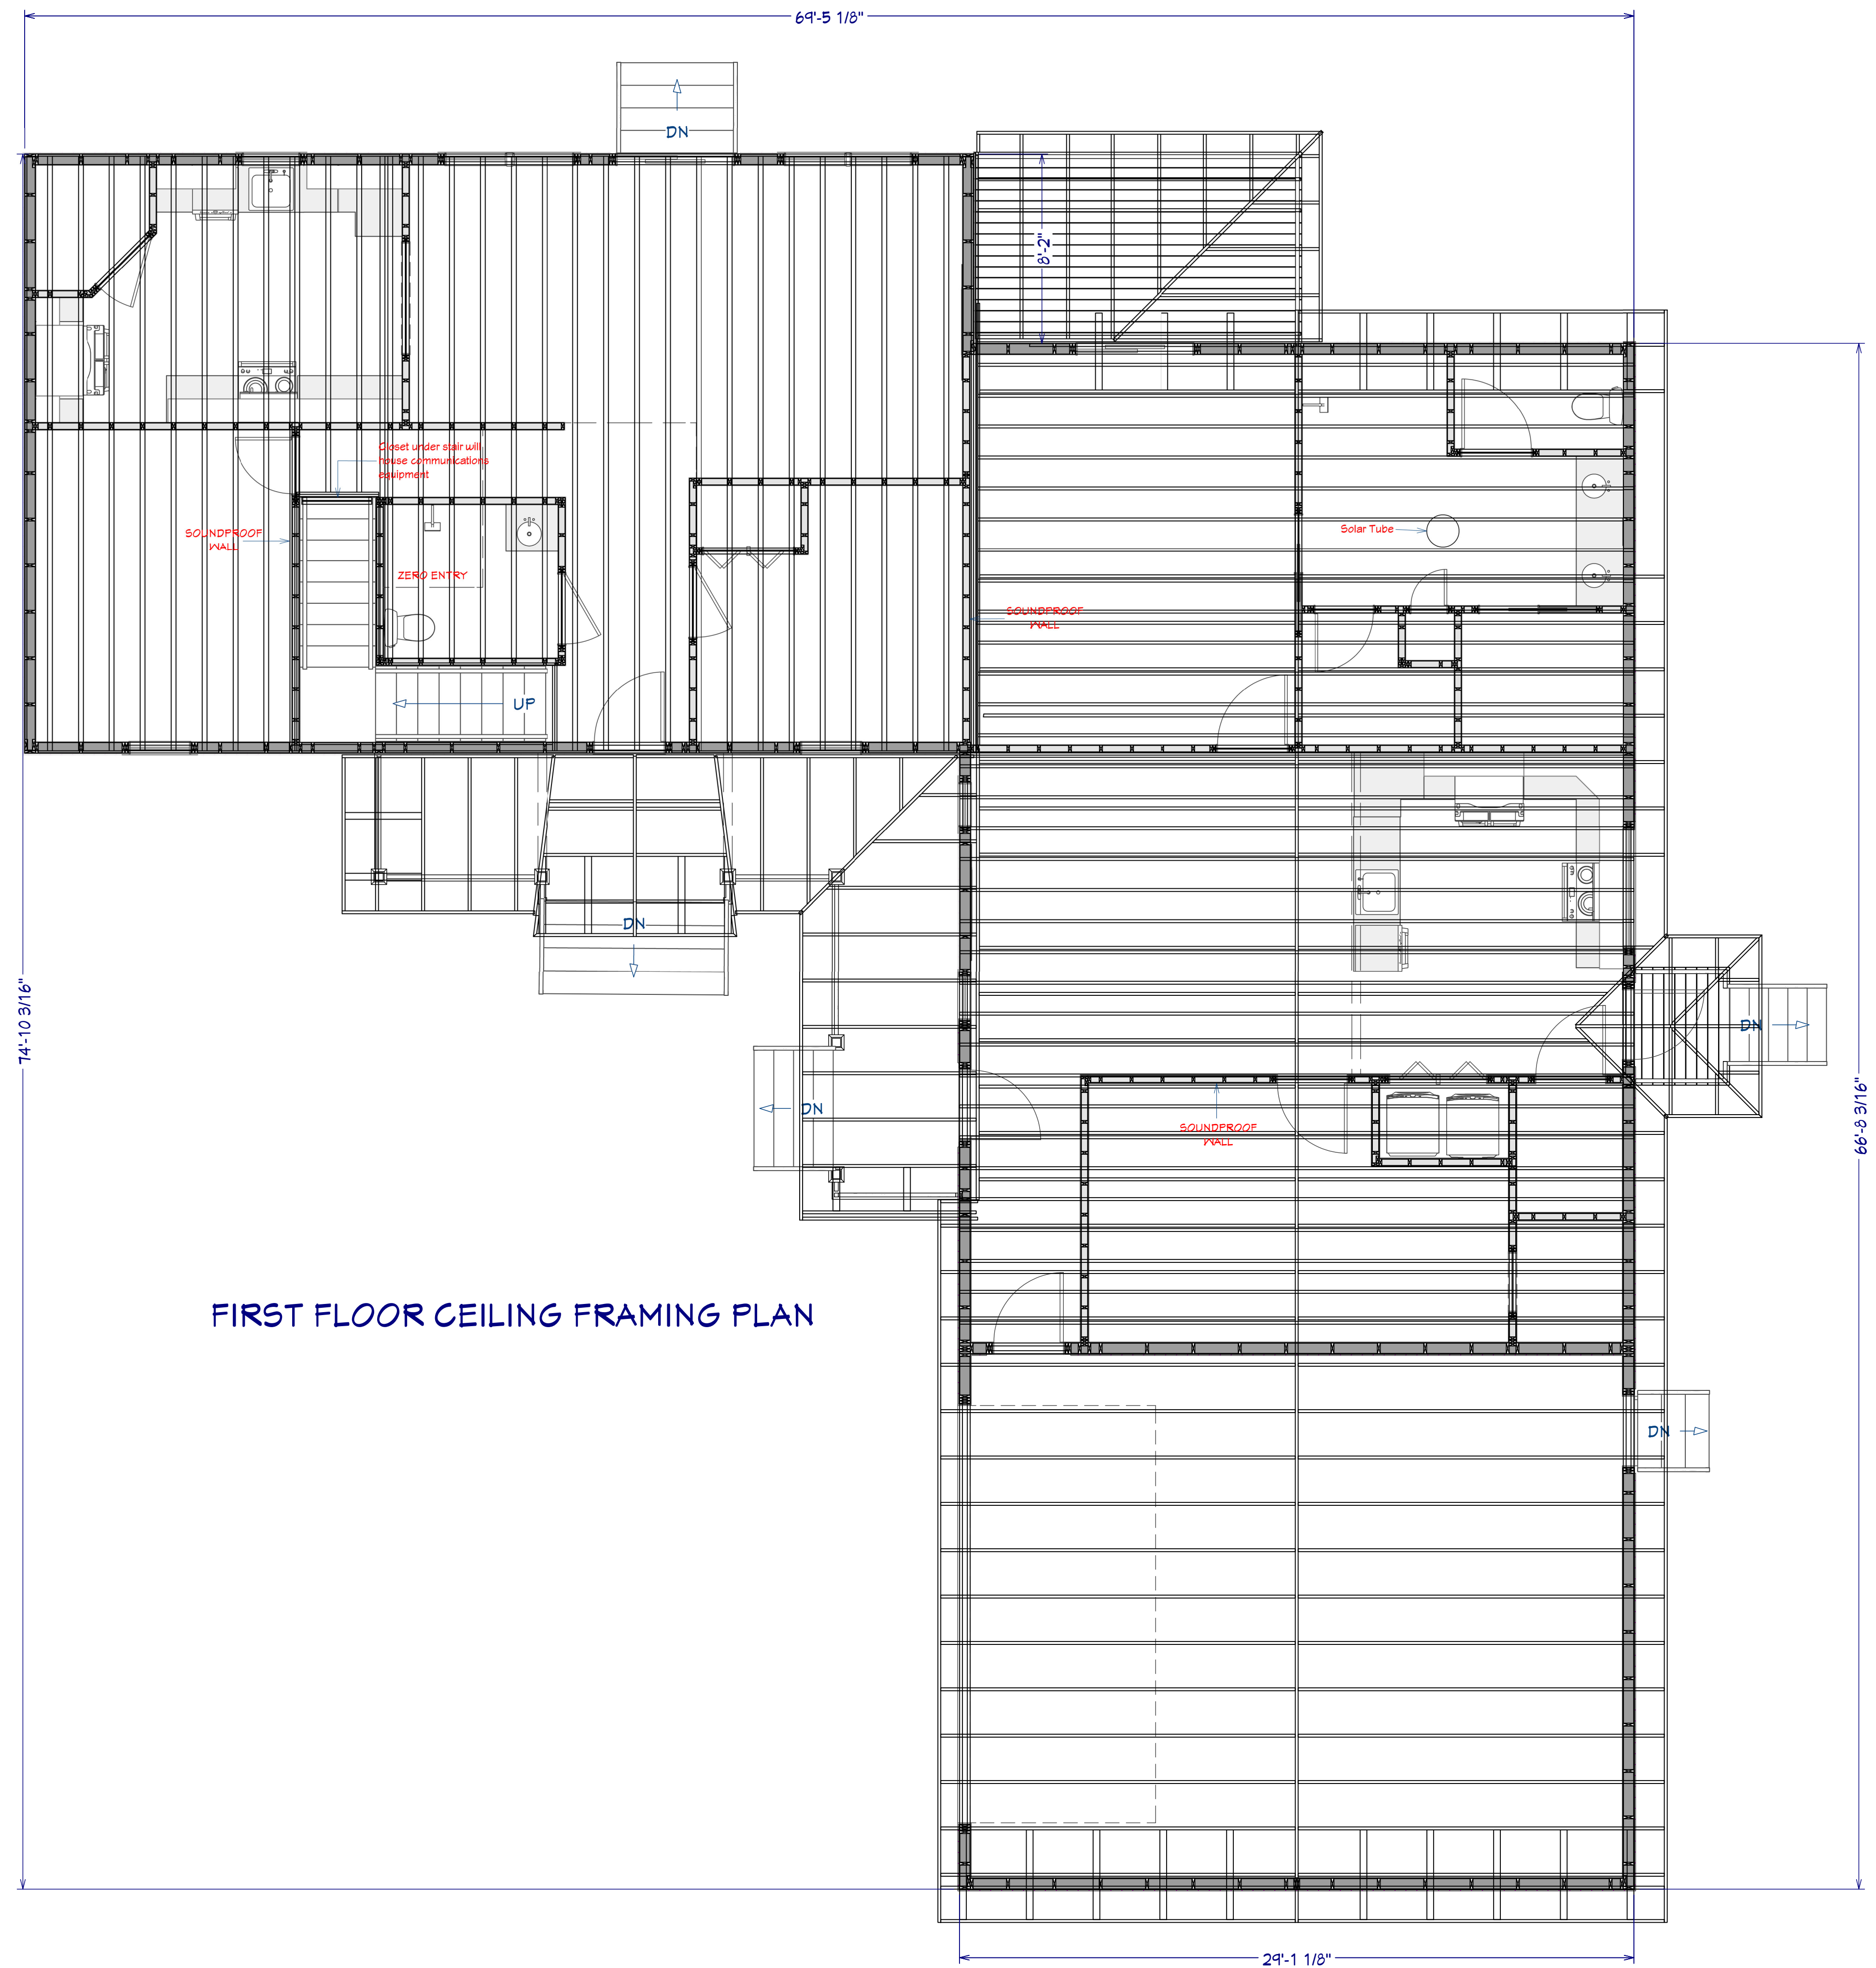 69'-5 1/8"
DN
8'-2"
Closet under stair will
house communications
equipment
SOUNDPROOF
WALL
Solar Tube
ZERO ENTRY
SOUNDPROOF
WALL
UP
DN
74'-10 3/16"
DN
DN
66'-8 3/16"
SOUNDPROOF
WALL
FIRST FLOOR CEILING FRAMING PLAN
DN
29'-1 1/8"